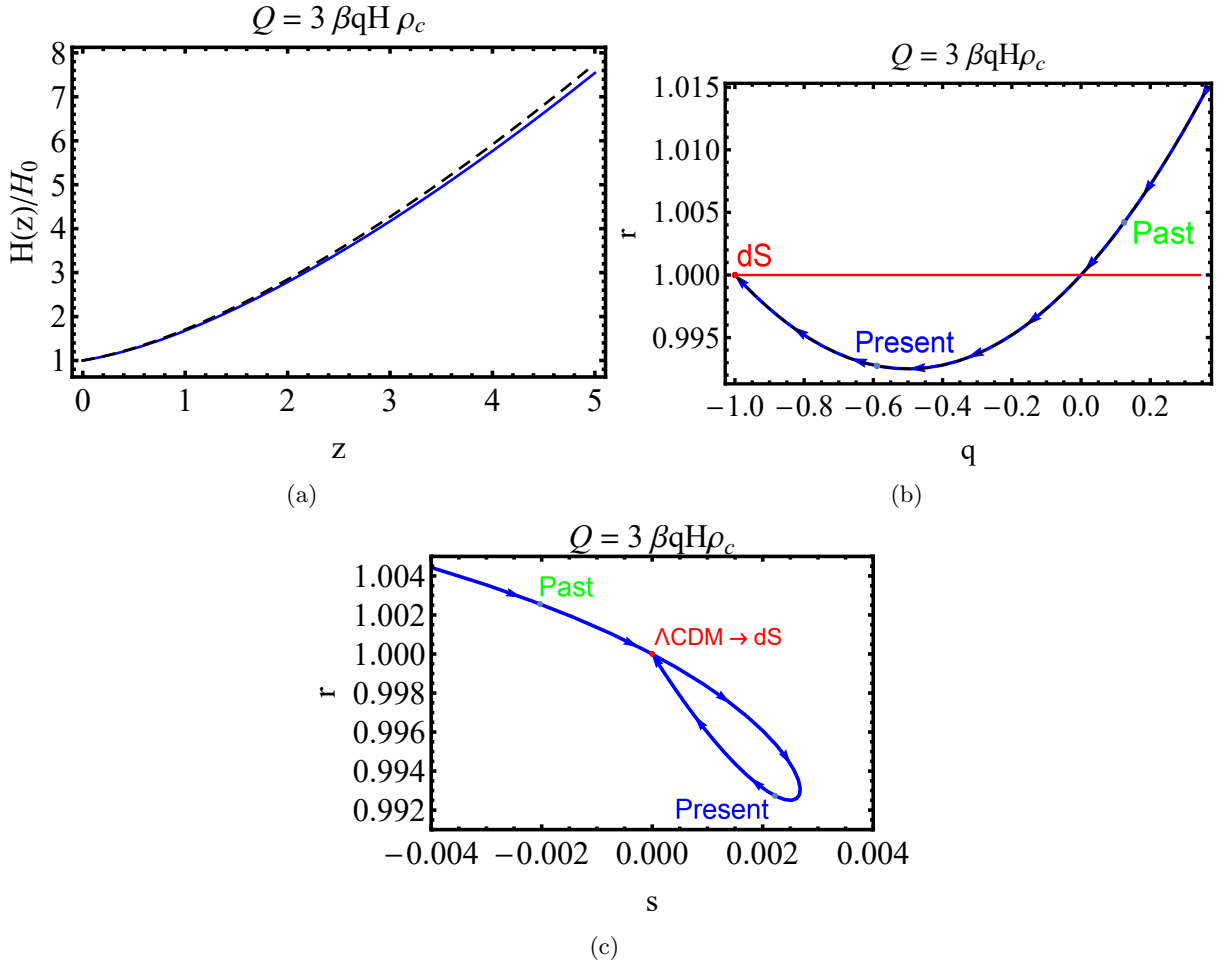 Q = 3 βqH ρc
H(z)/H0
8
7
6
5
4
3
2
1
0 1 2 3 4 5
z
(a)
Q = 3 βqHρc
r
1.015
1.010
1.005
1.000
0.995
dS
Past
Present
−1.0 −0.8 −0.6 −0.4 −0.2 0.0 0.2
q
(b)
Q = 3 βqHρc
r
1.004
1.002
1.000
0.998
0.996
0.994
0.992
Past
ΛCDM → dS
Present
−0.004 −0.002 0.000 0.002 0.004
s
(c)